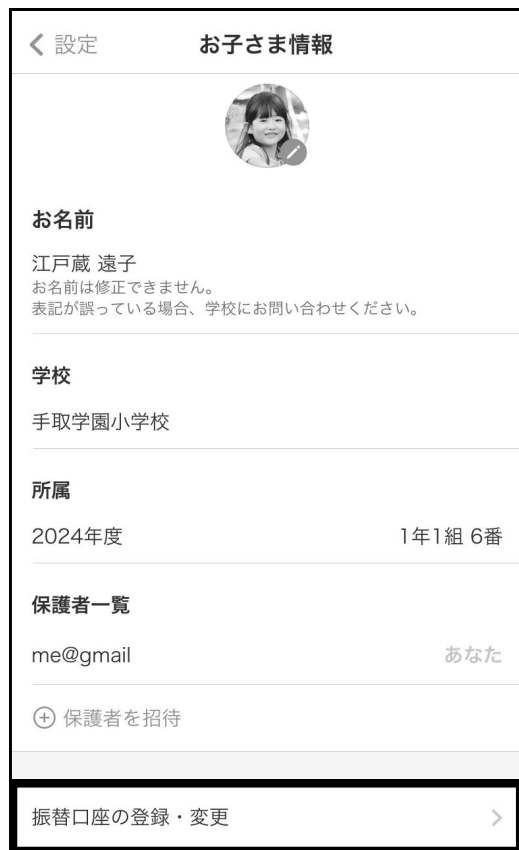 設定
お子さま情報
お名前
江戸蔵 遠子
お名前は修正できません。
表記が誤っている場合、学校にお問い合わせください。
学校
手取学園小学校
所属
2024年度 1年1組 6番
保護者一覧
me@gmail あなた
保護者を招待
振替口座の登録・変更